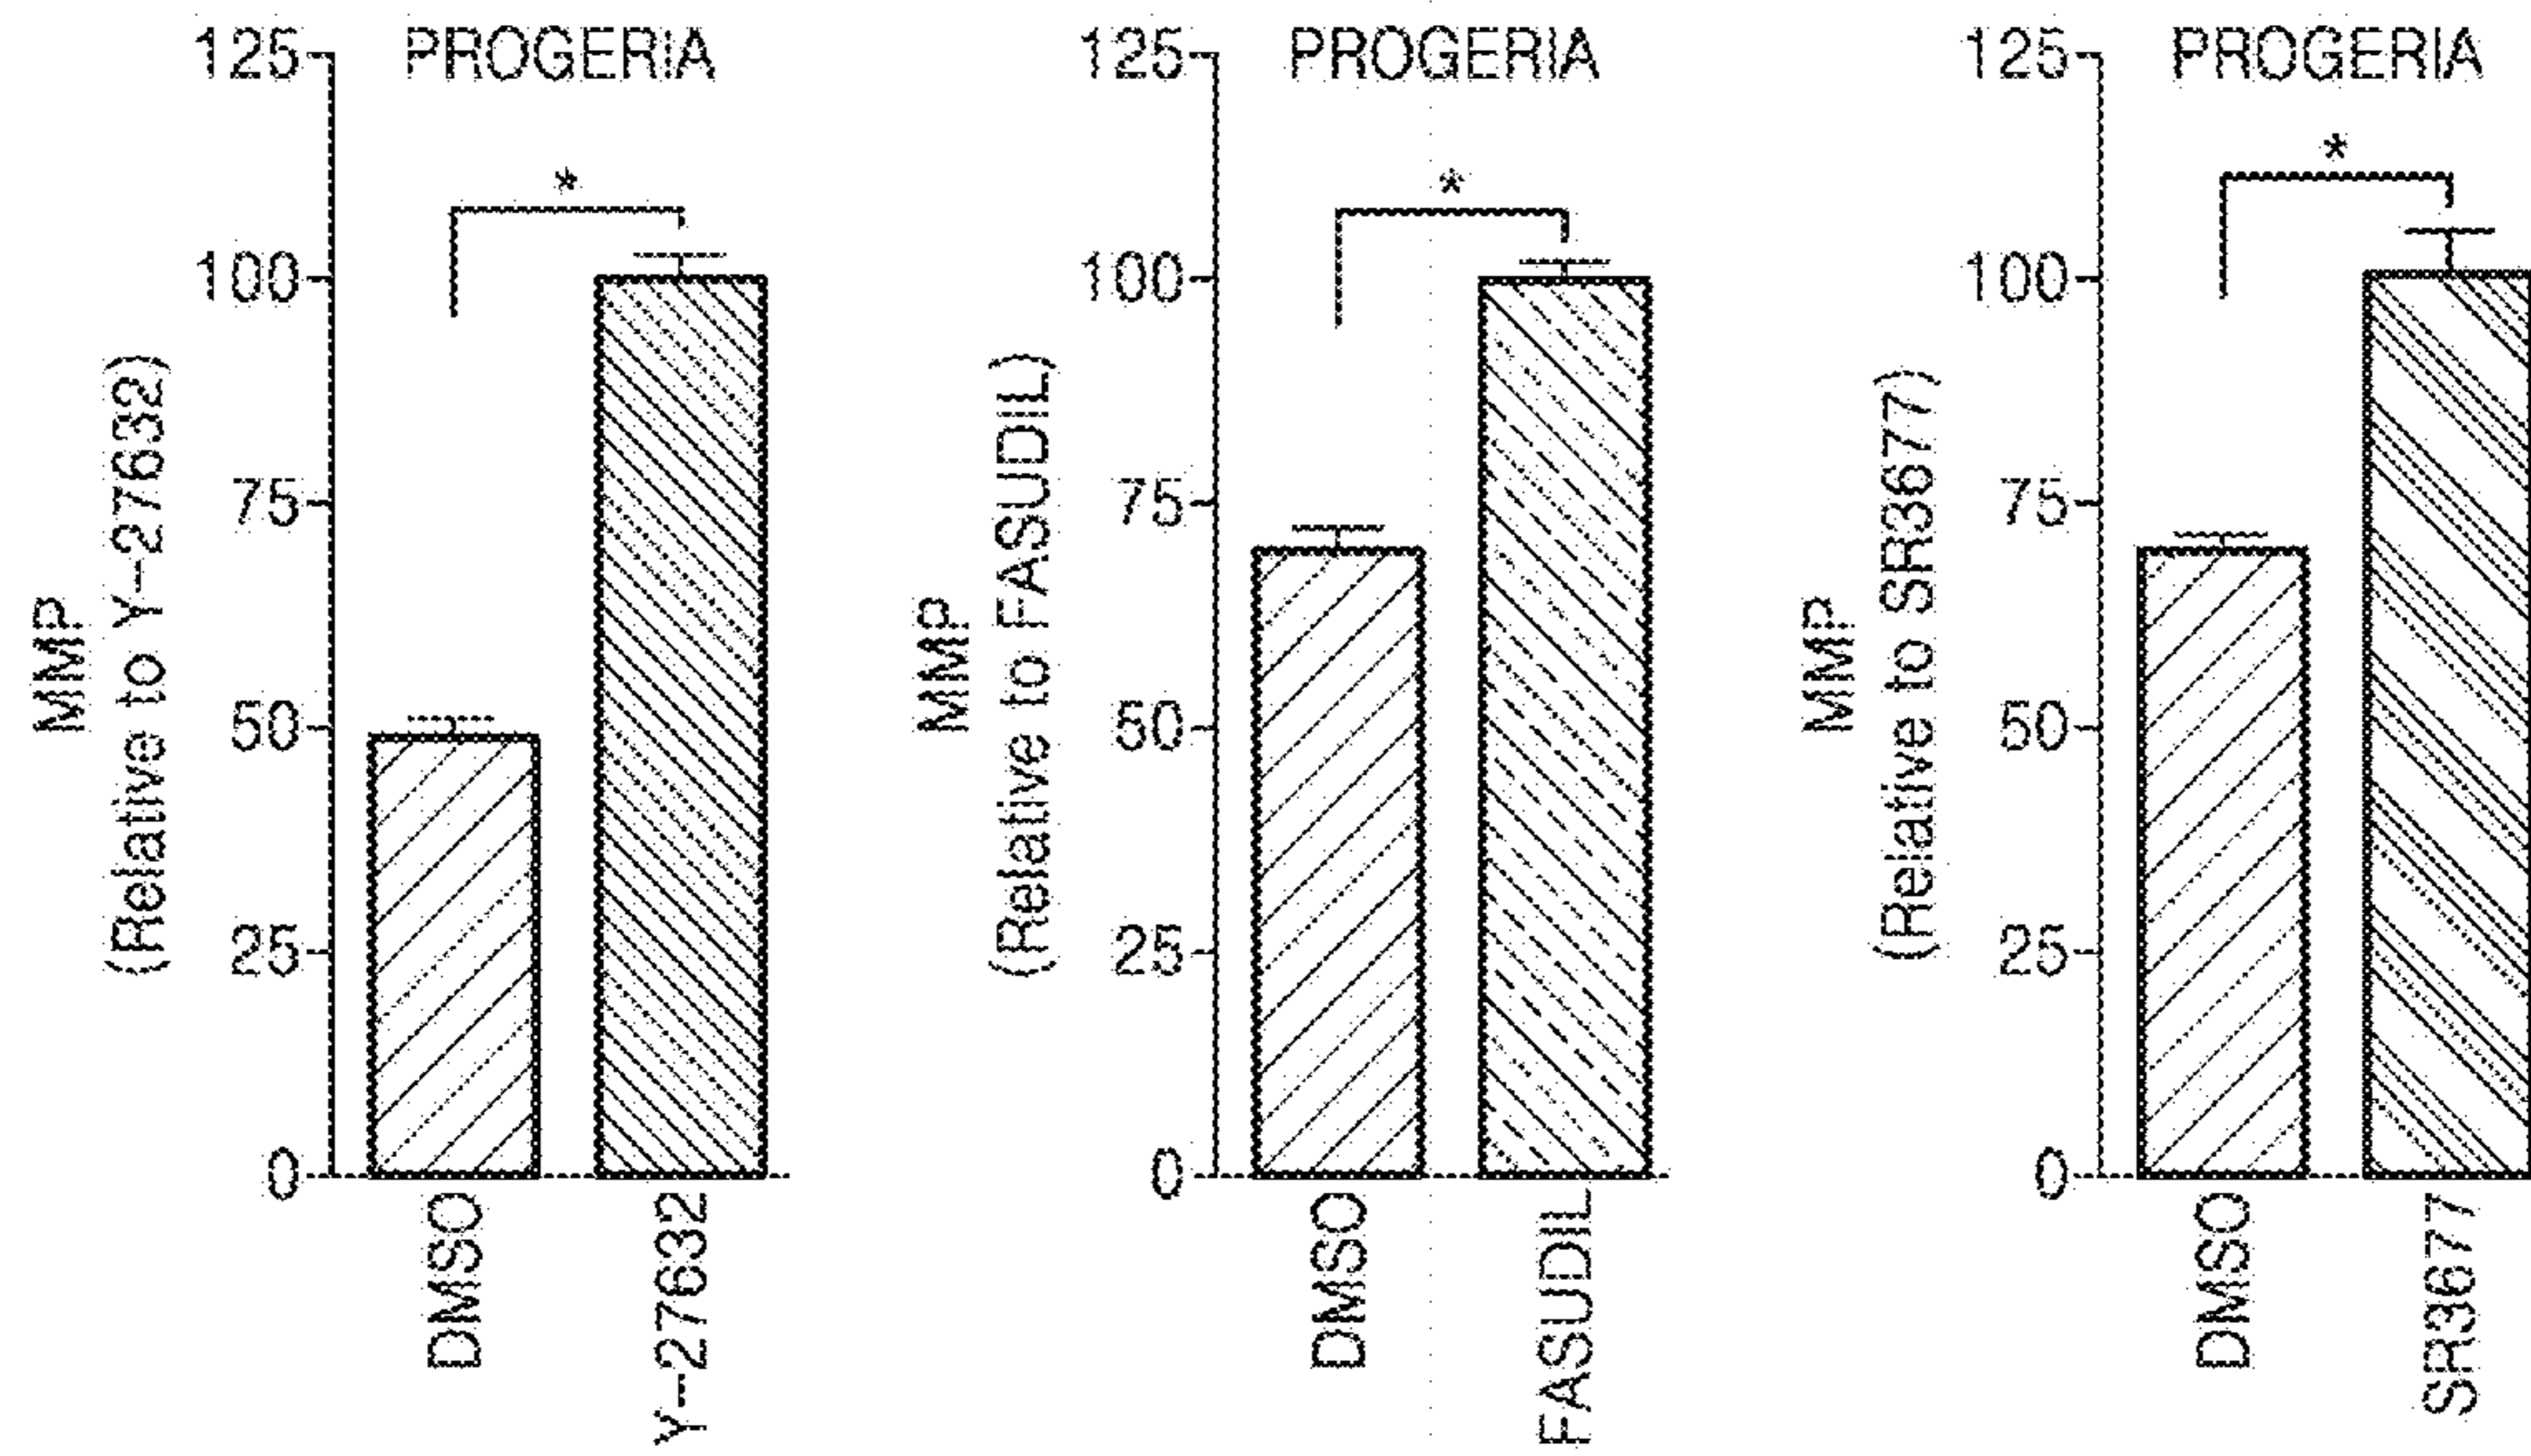 PROGERIA
125
100
75
50
25
0
MMP
(Relative to Y-27632)
*
DMSO
Y-27632
PROGERIA
125
100
75
50
25
0
MMP
(Relative to FASUDIL)
*
DMSO
FASUDIL
PROGERIA
125
100
75
50
25
0
MMP
(Relative to SR3677)
*
DMSO
SR3677